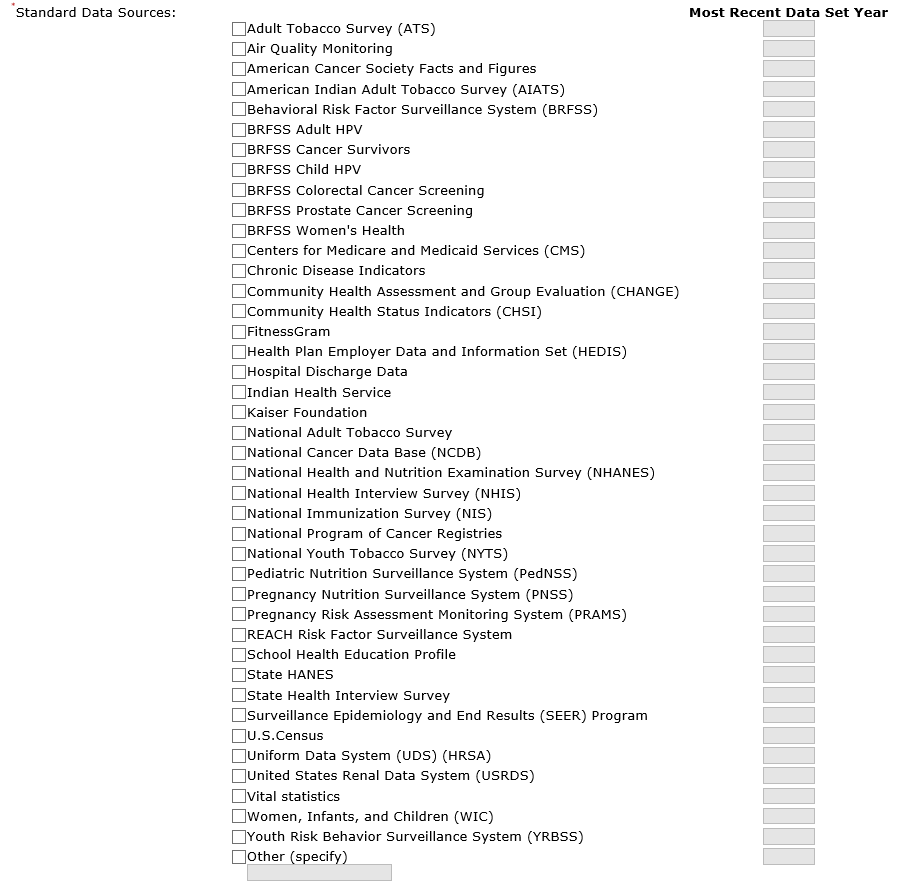 *Standard Data Sources: Most Recent Data Set Year
Adult Tobacco Survey (ATS)
Air Quality Monitoring
American Cancer Society Facts and Figures
American Indian Adult Tobacco Survey (AIATS)
Behavioral Risk Factor Surveillance System (BRFSS)
BRFSS Adult HPV
BRFSS Cancer Survivors
BRFSS Child HPV
BRFSS Colorectal Cancer Screening
BRFSS Prostate Cancer Screening
BRFSS Women's Health
Centers for Medicare and Medicaid Services (CMS)
Chronic Disease Indicators
Community Health Assessment and Group Evaluation (CHANGE)
Community Health Status Indicators (CHSI)
FitnessGram
Health Plan Employer Data and Information Set (HEDIS)
Hospital Discharge Data
Indian Health Service
Kaiser Foundation
National Adult Tobacco Survey
National Cancer Data Base (NCDB)
National Health and Nutrition Examination Survey (NHANES)
National Health Interview Survey (NHIS)
National Immunization Survey (NIS)
National Program of Cancer Registries
National Youth Tobacco Survey (NYTS)
Pediatric Nutrition Surveillance System (PedNSS)
Pregnancy Nutrition Surveillance System (PNSS)
Pregnancy Risk Assessment Monitoring System (PRAMS)
REACH Risk Factor Surveillance System
School Health Education Profile
State HANES
State Health Interview Survey
Surveillance Epidemiology and End Results (SEER) Program
U.S.Census
Uniform Data System (UDS) (HRSA)
United States Renal Data System (USRDS)
Vital statistics
Women, Infants, and Children (WIC)
Youth Risk Behavior Surveillance System (YRBSS)
Other (specify)